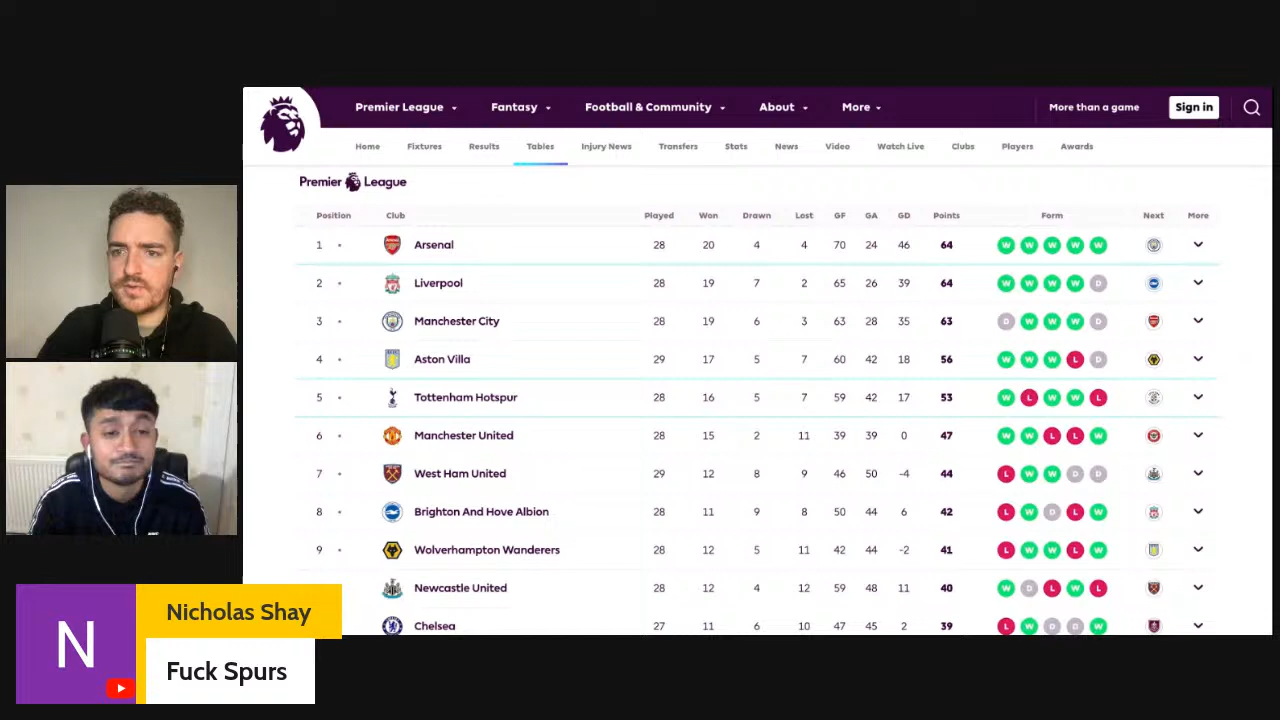 Premier League Fantasy Football & Community About More More than a game Sign in
Home Fixtures Results Tables Injury News Transfers Stats News Video Watch Live Clubs Players Awards
Premier League
Position Club Played Won Drawn Lost GF GA GD Points Form Next More
1 Arsenal 28 20 4 4 70 24 46 64 W W W W W
2 Liverpool 28 19 7 2 65 26 39 64 W W W W D
3 Manchester City 28 19 6 3 63 28 35 63 D W W W D
4 Aston Villa 29 17 5 7 60 42 18 56 W W W L D
5 Tottenham Hotspur 28 16 5 7 59 42 17 53 W L W W L
6 Manchester United 28 15 2 11 39 39 0 47 W W L L W
7 West Ham United 29 12 8 9 46 50 -4 44 L W W D D
8 Brighton And Hove Albion 28 11 9 8 50 44 6 42 L W D L W
9 Wolverhampton Wanderers 28 12 5 11 42 44 -2 41 L W W L W
Newcastle United 28 12 4 12 59 48 11 40 W D L W L
Chelsea 27 11 6 10 47 45 2 39 L W D D W
N
Nicholas Shay
Fuck Spurs